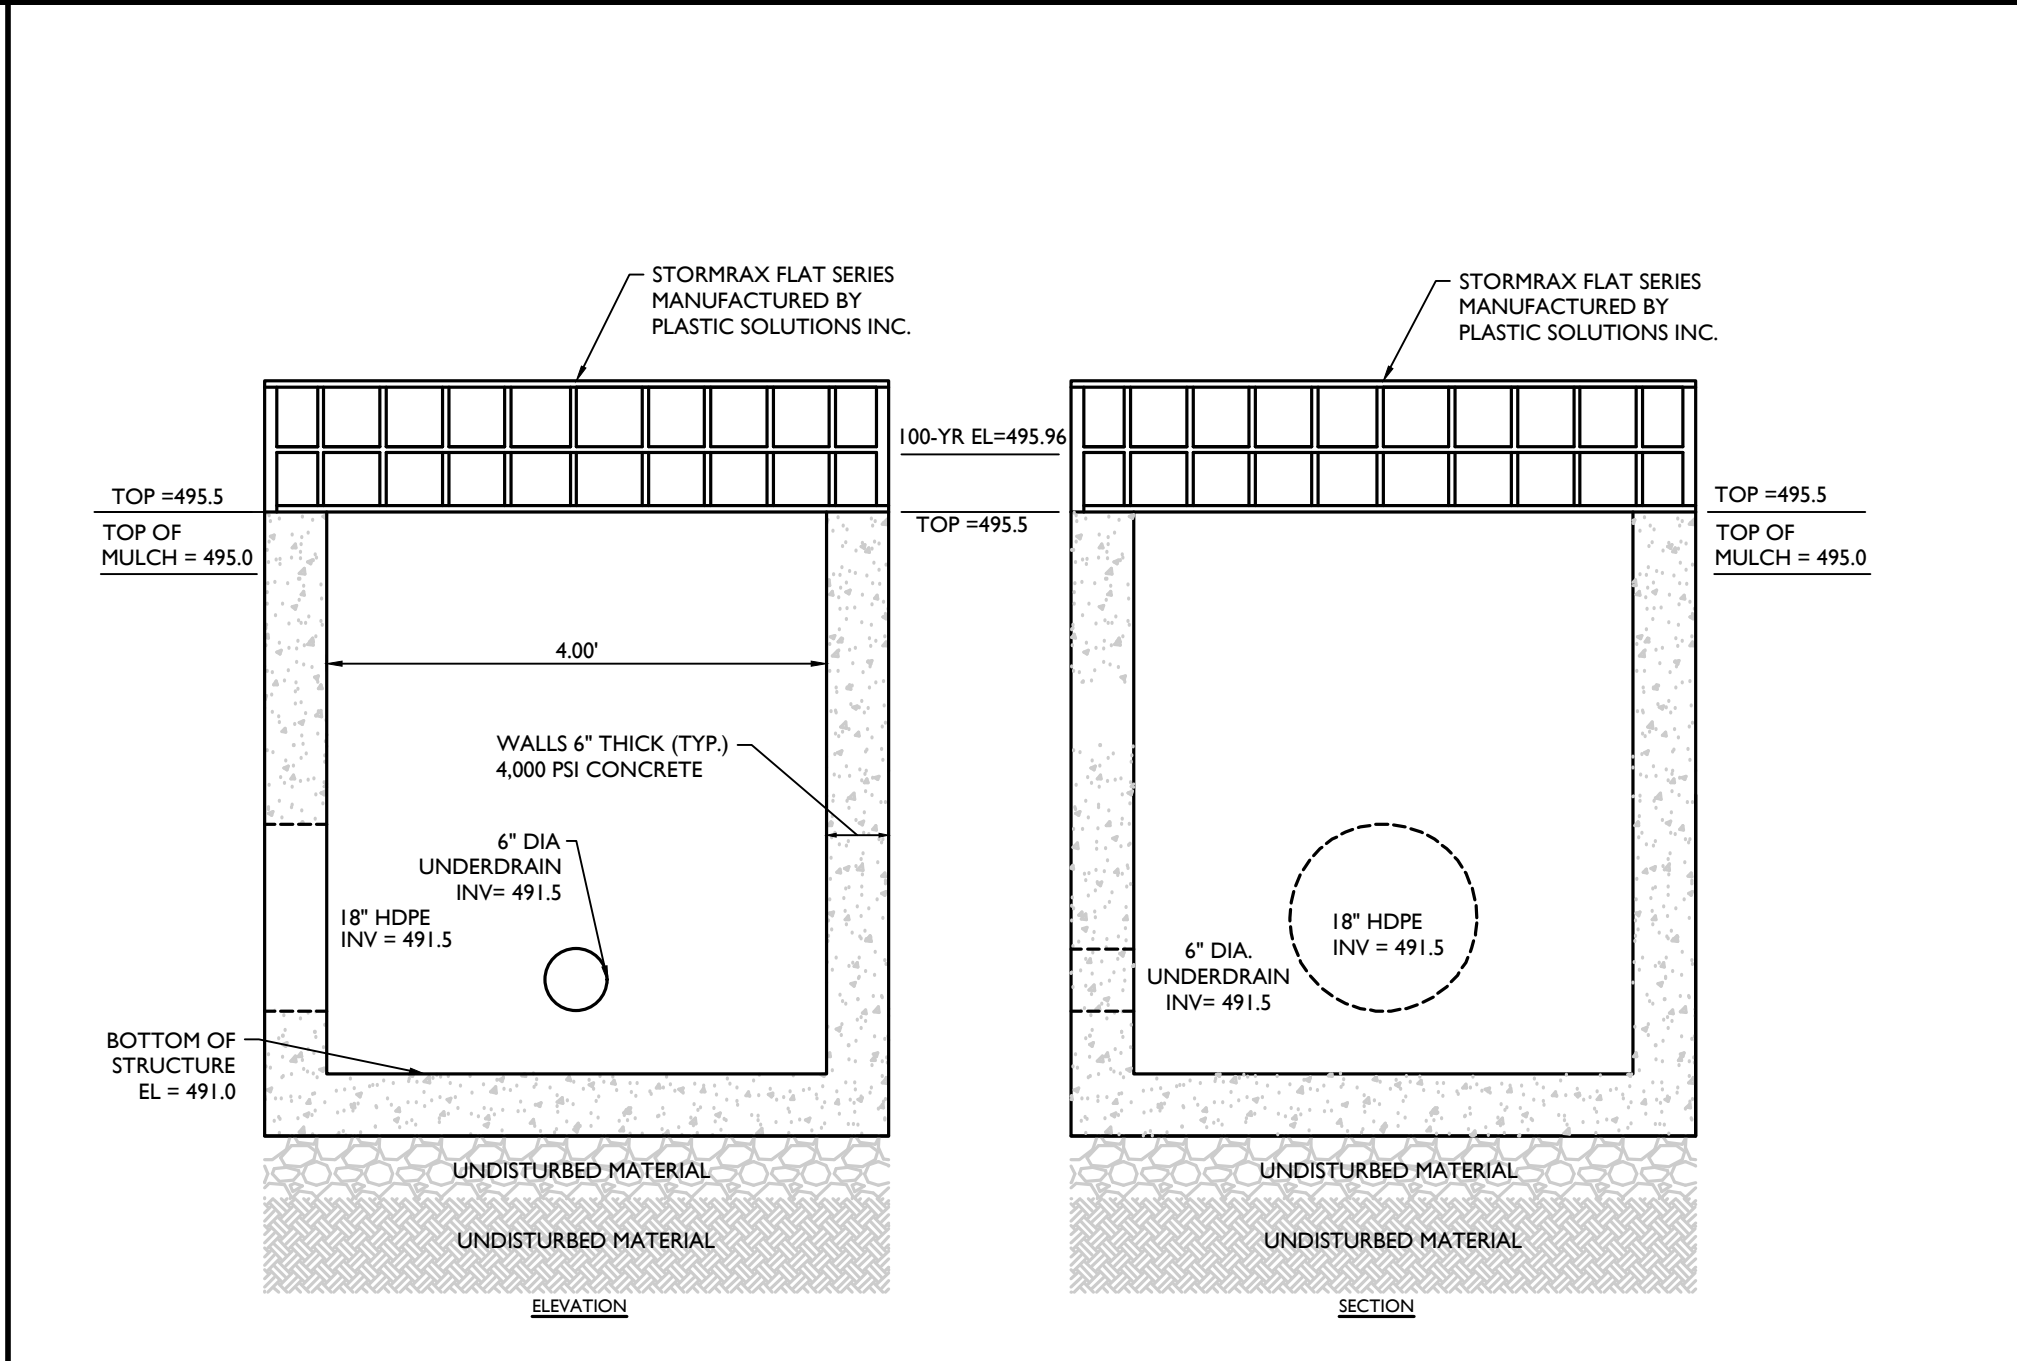 STORMRAX FLAT SERIES
MANUFACTURED BY
PLASTIC SOLUTIONS INC.
100-YR EL=495.96
TOP =495.5
TOP OF
MULCH = 495.0
TOP =495.5
4.00'
WALLS 6" THICK (TYP.)
4,000 PSI CONCRETE
6" DIA
UNDERDRAIN
INV= 491.5
18" HDPE
INV = 491.5
BOTTOM OF
STRUCTURE
EL = 491.0
UNDISTURBED MATERIAL
UNDISTURBED MATERIAL
ELEVATION
STORMRAX FLAT SERIES
MANUFACTURED BY
PLASTIC SOLUTIONS INC.
TOP =495.5
TOP OF
MULCH = 495.0
18" HDPE
INV = 491.5
6" DIA.
UNDERDRAIN
INV= 491.5
UNDISTURBED MATERIAL
UNDISTURBED MATERIAL
SECTION